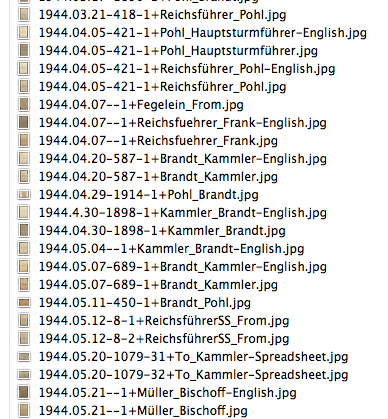 1944.03.21-418-1+Reichsführer_Pohl.jpg
1944.04.05-421-1+Pohl_Hauptsturmführer-English.jpg
1944.04.05-421-1+Pohl_Hauptsturmführer.jpg
1944.04.05-421-1+Reichsführer_Pohl-English.jpg
1944.04.05-421-1+Reichsführer_Pohl.jpg
1944.04.07--1+Fegelein_From.jpg
1944.04.07--1+Reichsfuehrer_Frank-English.jpg
1944.04.07--1+Reichsfuehrer_Frank.jpg
1944.04.20-587-1+Brandt_Kammler-English.jpg
1944.04.20-587-1+Brandt_Kammler.jpg
1944.04.29-1914-1+Pohl_Brandt.jpg
1944.4.30-1898-1+Kammler_Brandt-English.jpg
1944.04.30-1898-1+Kammler_Brandt.jpg
1944.05.04--1+Kammler_Brandt-English.jpg
1944.05.07-689-1+Brandt_Kammler-English.jpg
1944.05.07-689-1+Brandt_Kammler.jpg
1944.05.11-450-1+Brandt_Pohl.jpg
1944.05.12-8-1+ReichsführerSS_From.jpg
1944.05.12-8-2+ReichsführerSS_From.jpg
1944.05.20-1079-31+To_Kammler-Spreadsheet.jpg
1944.05.20-1079-32+To_Kammler-Spreadsheet.jpg
1944.05.21--1+Müller_Bischoff-English.jpg
1944.05.21--1+Müller_Bischoff.jpg